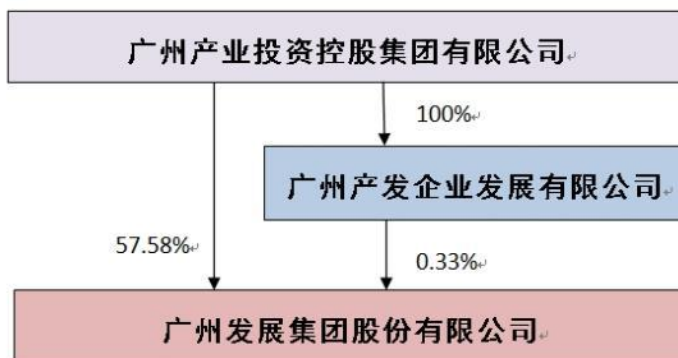 广州产业投资控股集团有限公司
100%
广州产发企业发展有限公司
57.58%
0.33%
广州发展集团股份有限公司